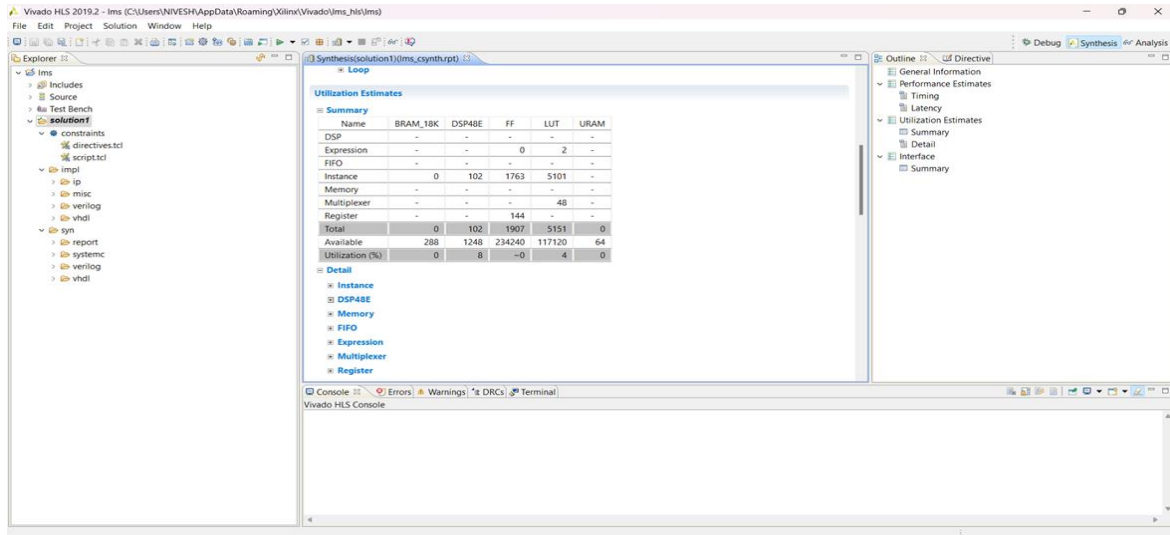 Vivado HLS 2019.2 - lms (C:\Users\NIVESH\AppData\Roaming\Xilinx\Vivado\lms_hls\lms)
File Edit Project Solution Window Help
Debug Synthesis Analysis
Explorer
lms
Includes
Source
Test Bench
solution1
constraints
directives.tcl
script.tcl
impl
ip
misc
verilog
vhdl
syn
report
systemc
verilog
vhdl
Synthesis(solution1)(lms_csynth.rpt)
Loop
Utilization Estimates
Summary
Name BRAM_18K DSP48E FF LUT URAM
DSP - - - - -
Expression - - 0 2 -
FIFO - - - - -
Instance 0 102 1763 5101 -
Memory - - - - -
Multiplexer - - - 48 -
Register - - 144 - -
Total 0 102 1907 5151 0
Available 288 1248 234240 117120 64
Utilization (%) 0 8 ~0 4 0
Detail
Instance
DSP48E
Memory
FIFO
Expression
Multiplexer
Register
Outline Directive
General Information
Performance Estimates
Timing
Latency
Utilization Estimates
Summary
Detail
Interface
Summary
Console Errors Warnings DRCs Terminal
Vivado HLS Console